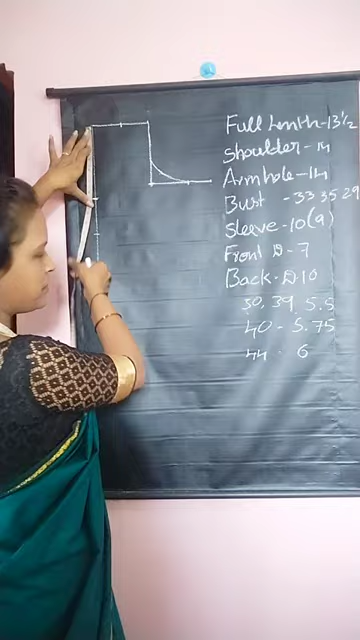 Full Lenth-13½
Shoulder - 14
Armhole - 14
Bust - 33 35 29
Sleeve - 10(9)
Front D - 7
Back - D 10
30, 39 5.5
40 - 5.75
44 - 6